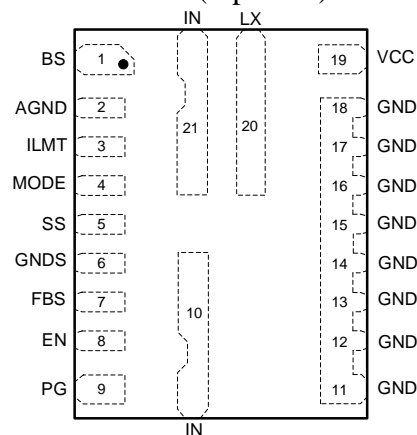 IN LX
BS 1 19 VCC
AGND 2 18 GND
ILMT 3 21 20 17 GND
MODE 4 16 GND
SS 5 15 GND
GNDS 6 14 GND
FBS 7 10 13 GND
EN 8 12 GND
PG 9 11 GND
IN